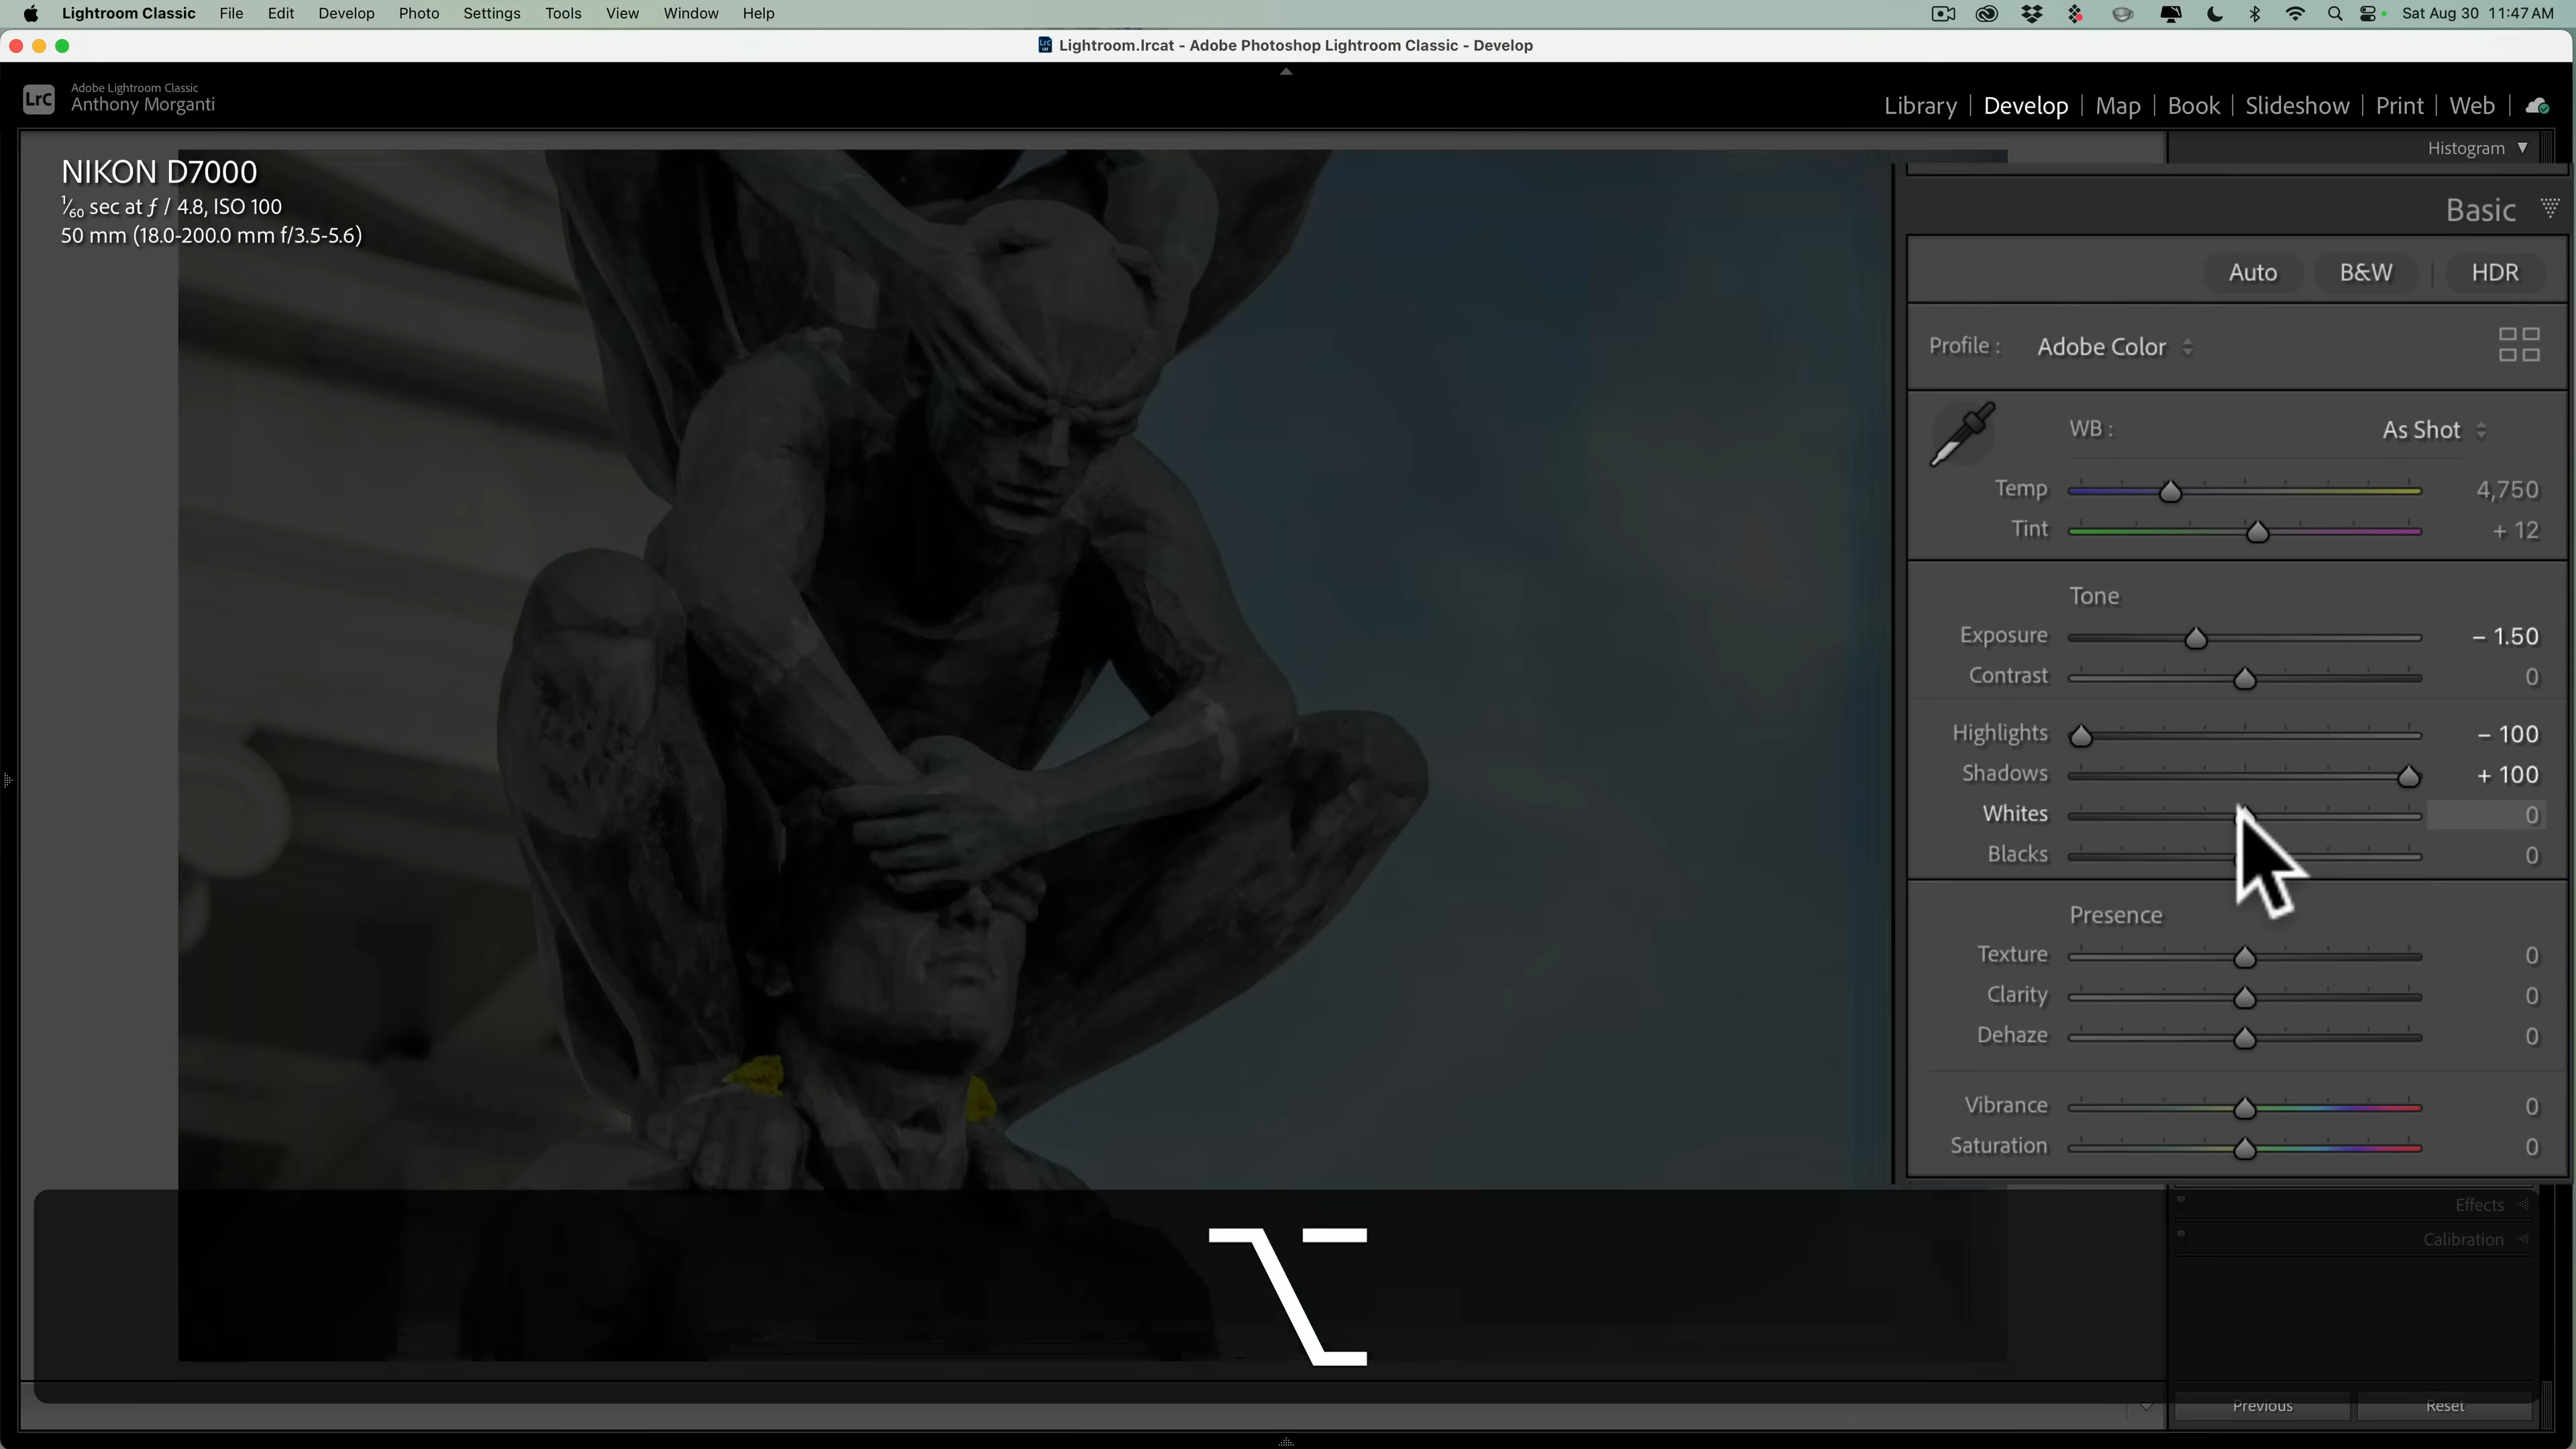 Lightroom Classic File Edit Develop Photo Settings Tools View Window Help Sat Aug 30 11:47 AM
Lightroom.lrcat - Adobe Photoshop Lightroom Classic - Develop
LrC
Adobe Lightroom Classic
Anthony Morganti
Library | Develop | Map | Book | Slideshow | Print | Web |
NIKON D7000
1/60 sec at ƒ / 4.8, ISO 100
50 mm (18.0-200.0 mm f/3.5-5.6)
Histogram
Basic
Auto B&W | HDR
Profile : Adobe Color
WB : As Shot
Temp 4,750
Tint + 12
Tone
Exposure – 1.50
Contrast 0
Highlights – 100
Shadows + 100
Whites 0
Blacks 0
Presence
Texture 0
Clarity 0
Dehaze 0
Vibrance 0
Saturation 0
Effects
Calibration
⌥
Previous Reset